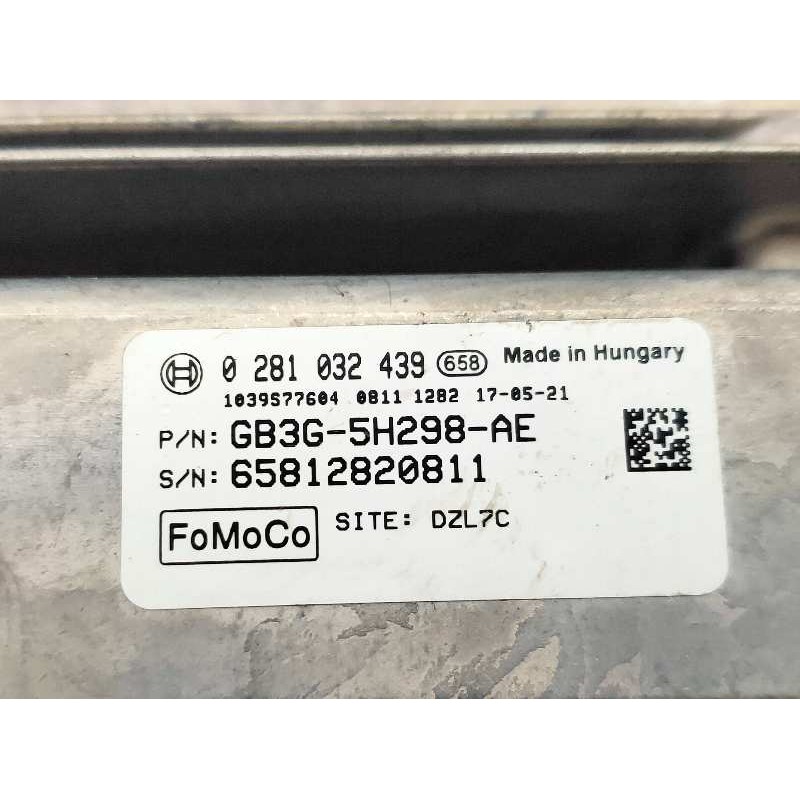 0 281 032 439 658 Made in Hungary
1039S77604 0811 1282 17-05-21
P/N: GB3G-5H298-AE
S/N: 65812820811
FoMoCo SITE: DZL7C